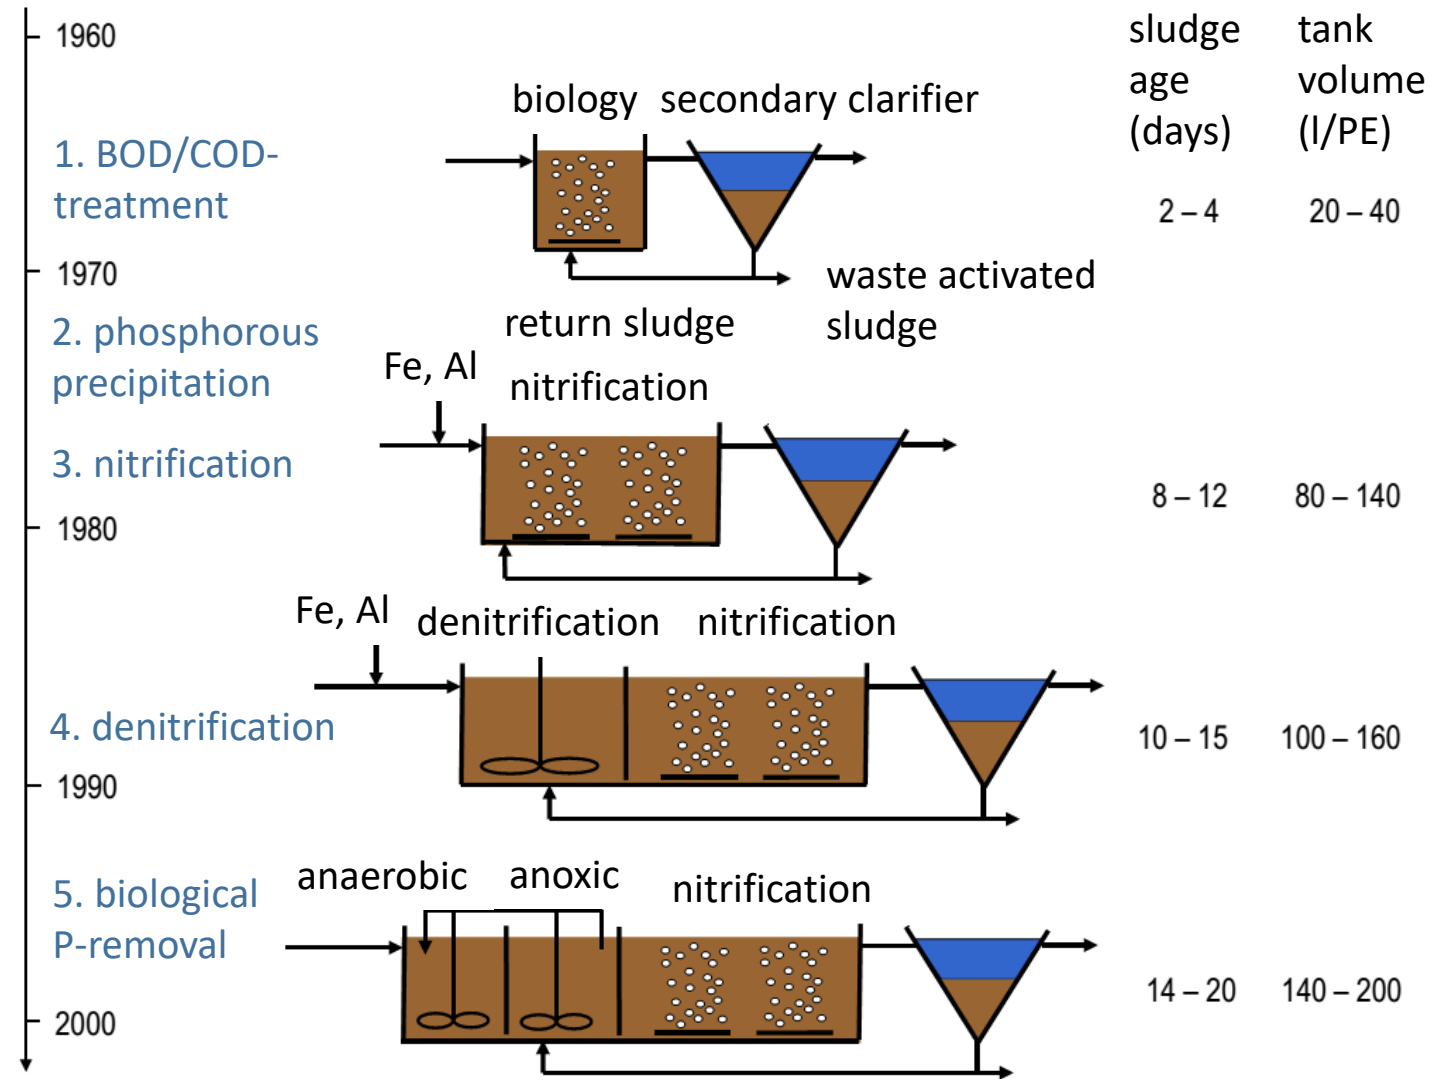 1960
sludge
age
(days)
tank
volume
(l/PE)
biology
secondary clarifier
1. BOD/COD-
treatment
2 – 4
20 – 40
1970
waste activated
sludge
return sludge
2. phosphorous
precipitation
Fe, Al
nitrification
3. nitrification
8 – 12
80 – 140
1980
Fe, Al
denitrification
nitrification
4. denitrification
10 – 15
100 – 160
1990
anaerobic
anoxic
nitrification
5. biological
P-removal
14 – 20
140 – 200
2000